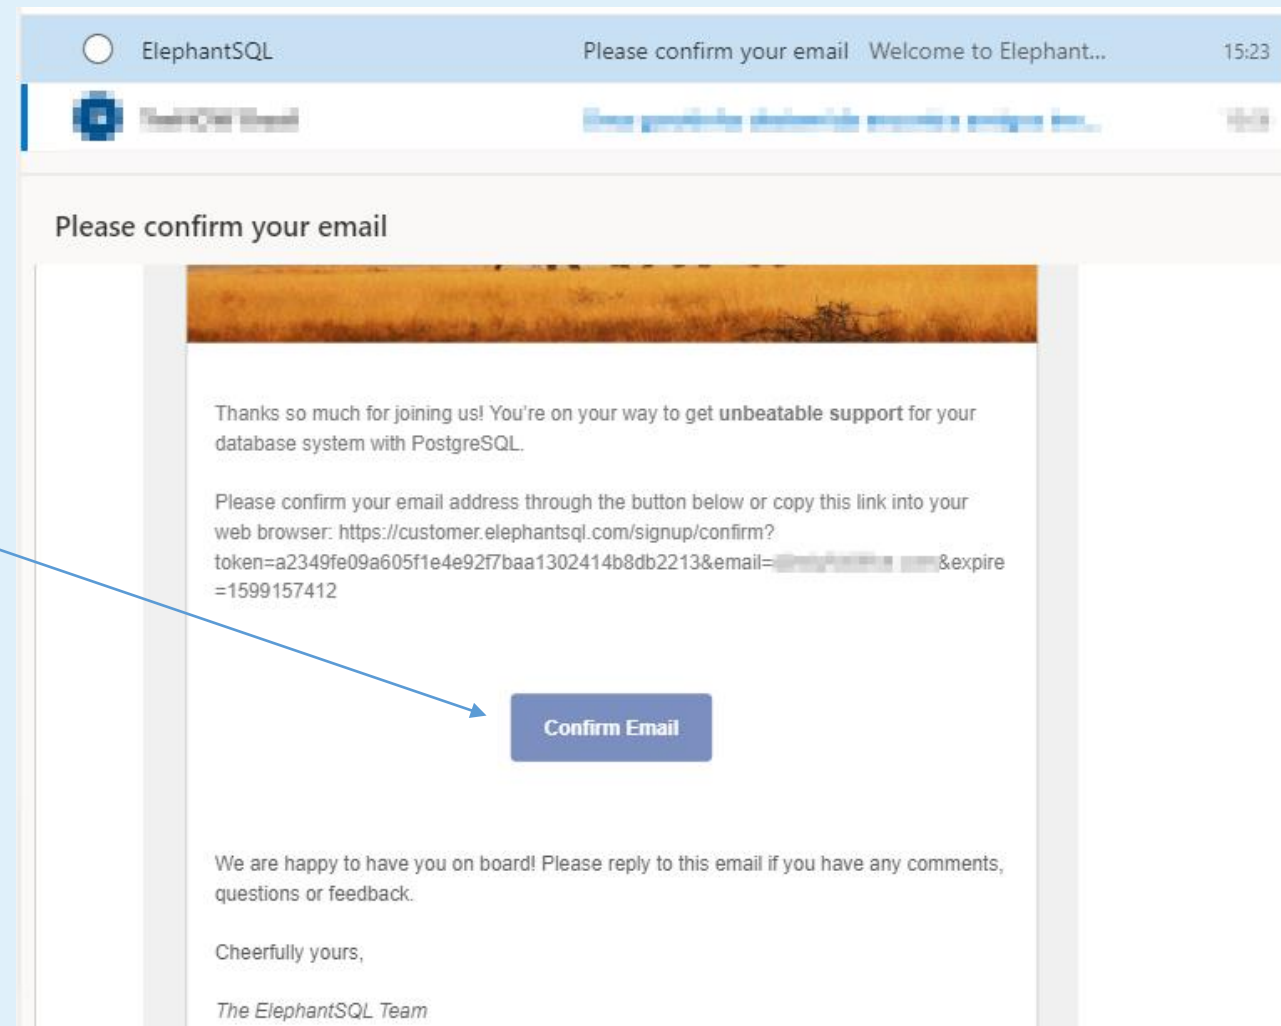 ElephantSQL Please confirm your email Welcome to Elephant... 15:23
Please confirm your email
Thanks so much for joining us! You're on your way to get unbeatable support for your
database system with PostgreSQL.
Please confirm your email address through the button below or copy this link into your
web browser: https://customer.elephantsql.com/signup/confirm?
token=a2349fe09a605f1e4e92f7baa1302414b8db2213&email= &expire
=1599157412
Confirm Email
We are happy to have you on board! Please reply to this email if you have any comments,
questions or feedback.
Cheerfully yours,
The ElephantSQL Team